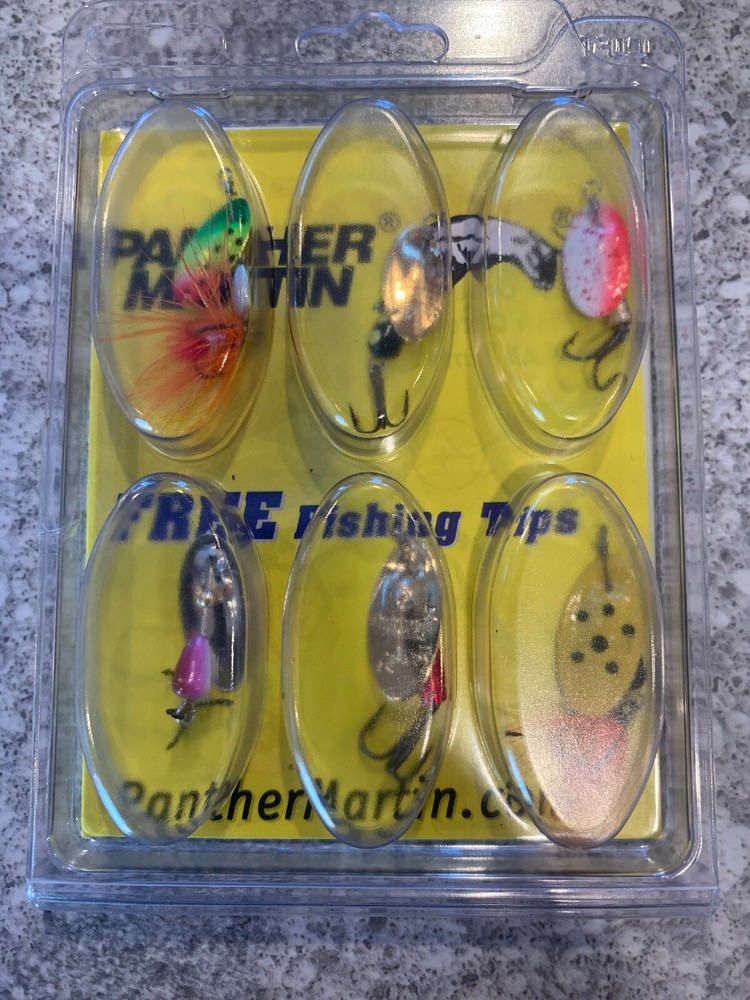 PANTHER ® ®
MARTIN
FREE Fishing Tips
PantherMartin.com